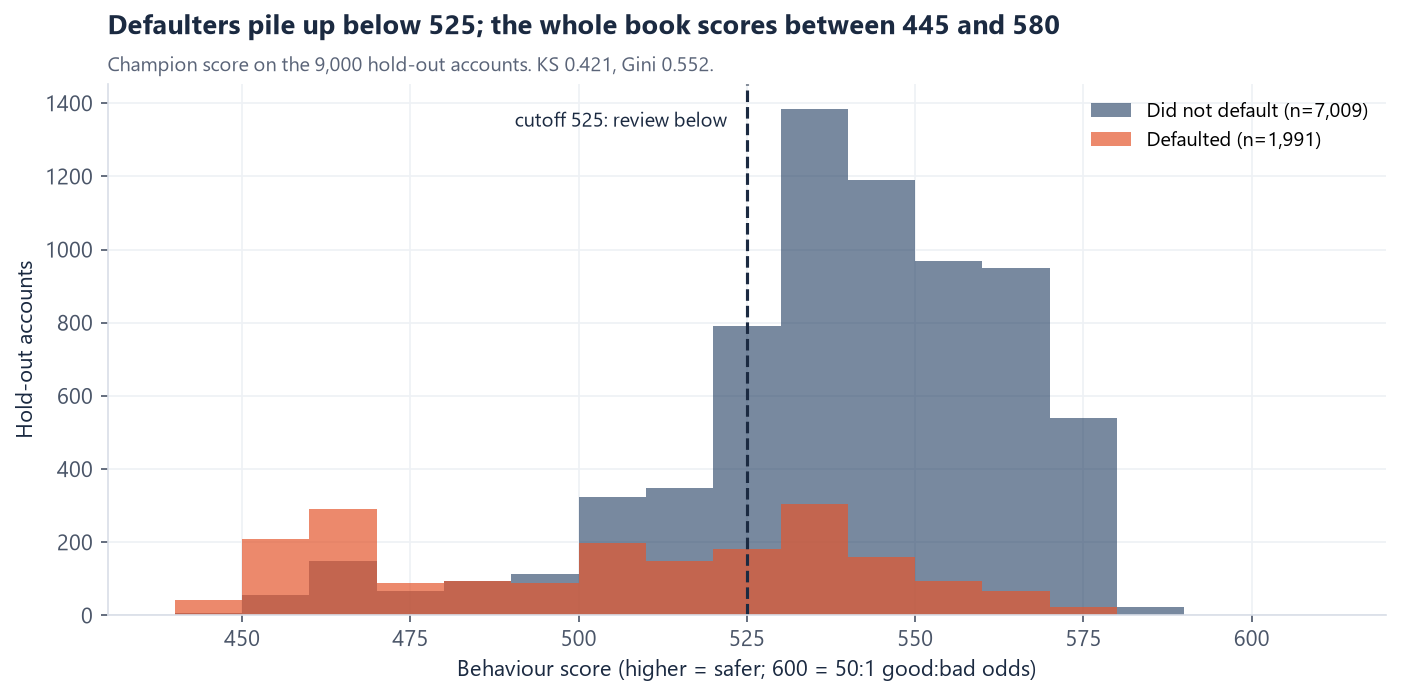 Defaulters pile up below 525; the whole book scores between 445 and 580
Champion score on the 9,000 hold-out accounts. KS 0.421, Gini 0.552.
cutoff 525: review below
Did not default (n=7,009)
Defaulted (n=1,991)
Hold-out accounts
1400
1200
1000
800
600
400
200
0
450 475 500 525 550 575 600
Behaviour score (higher = safer; 600 = 50:1 good:bad odds)